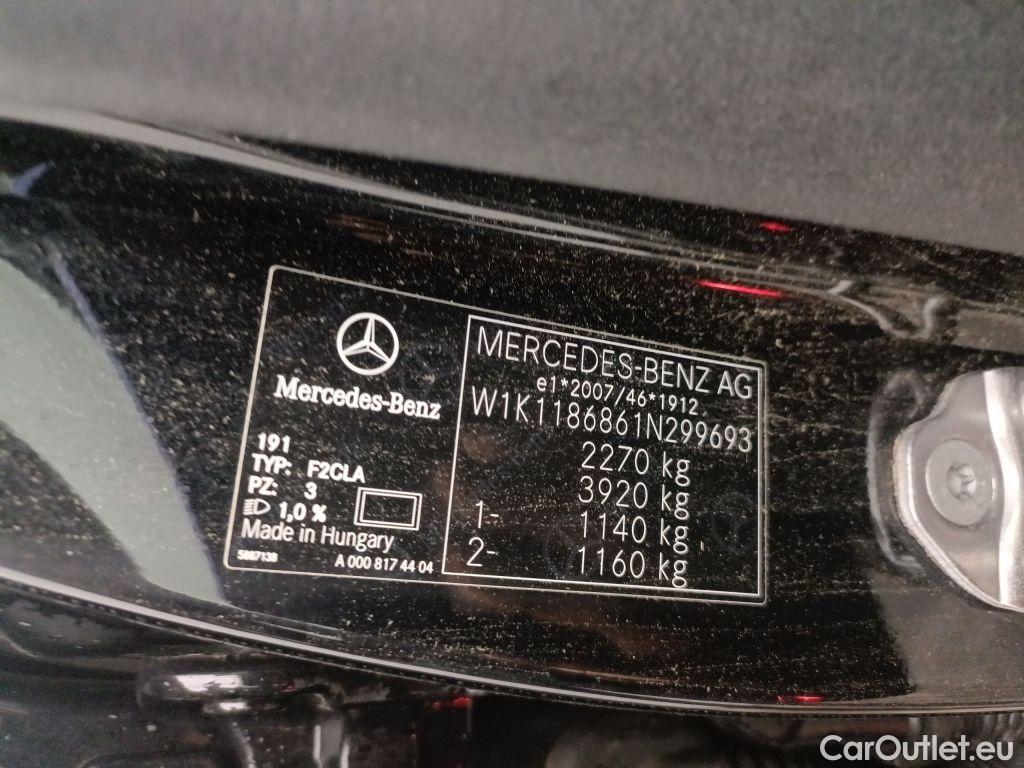 Mercedes-Benz
191
TYP: F2CLA
PZ: 3
1,0 %
Made in Hungary
5887138 A 000 817 44 04
MERCEDES-BENZ AG
e1*2007/46*1912.
W1K1186861N299693
2270 kg
3920 kg
1- 1140 kg
2- 1160 kg
CarOutlet.eu